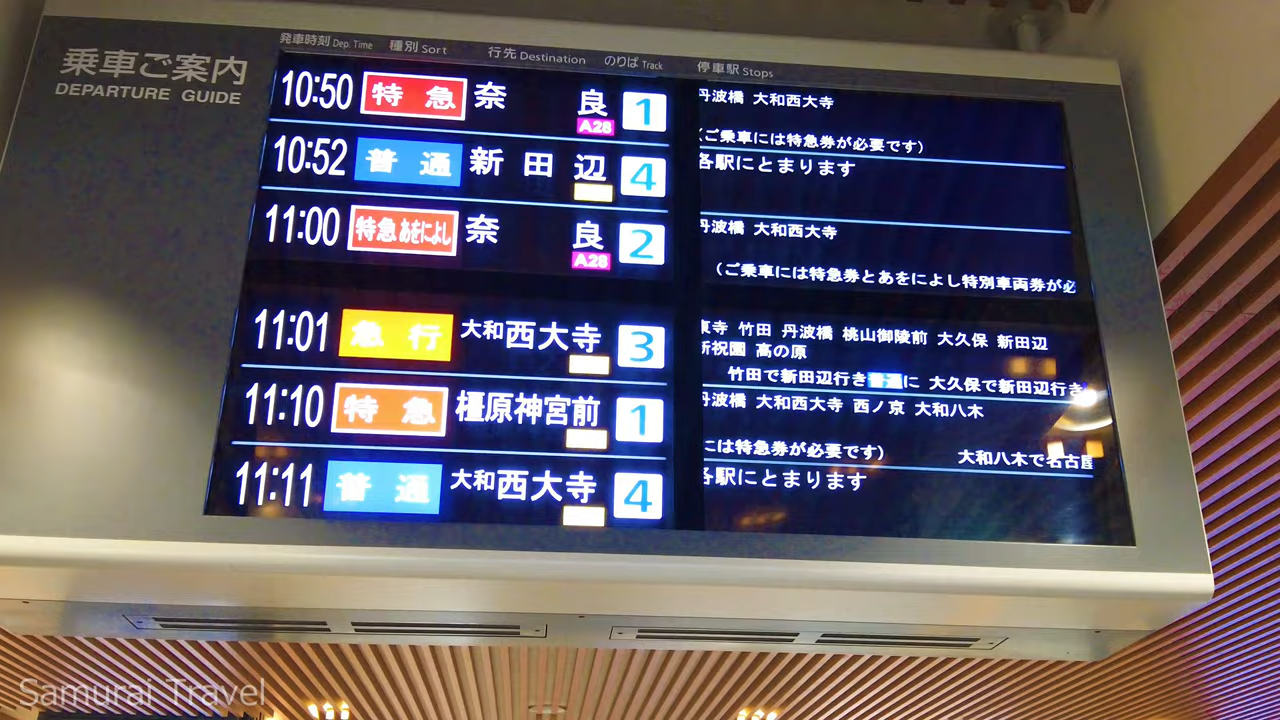 乗車ご案内
DEPARTURE GUIDE
発車時刻 Dep. Time 種別 Sort 行先 Destination のりば Track 停車駅 Stops
10:50 特急 奈良 A28 1 丹波橋 大和西大寺
(ご乗車には特急券が必要です)
10:52 普通 新田辺 4 各駅にとまります
11:00 特急 あをによし 奈良 A28 2 丹波橋 大和西大寺
(ご乗車には特急券とあをによし特別車両券が必
11:01 急行 大和西大寺 3 東寺 竹田 丹波橋 桃山御陵前 大久保 新田辺
新祝園 高の原
竹田で新田辺行き普通に 大久保で新田辺行き
11:10 特急 橿原神宮前 1 丹波橋 大和西大寺 西ノ京 大和八木
には特急券が必要です) 大和八木で名古屋
11:11 普通 大和西大寺 4 各駅にとまります
Samurai Travel